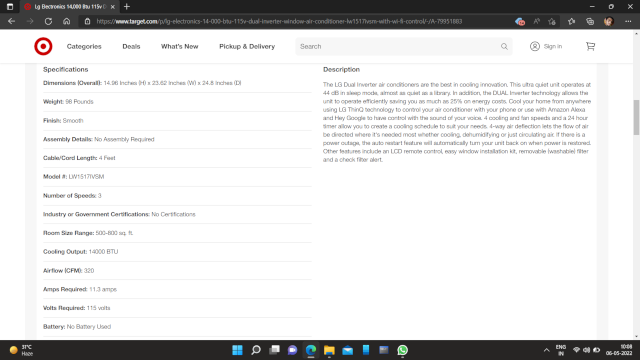 Lg Electronics 14,000 Btu 115v D
https://www.target.com/p/lg-electronics-14-000-btu-115v-dual-inverter-window-air-conditioner-lw1517ivsm-with-wi-fi-control/-/A-79951883
Categories Deals What's New Pickup & Delivery Search Sign in
Specifications
Dimensions (Overall): 14.96 Inches (H) x 23.62 Inches (W) x 24.8 Inches (D)
Weight: 98 Pounds
Finish: Smooth
Assembly Details: No Assembly Required
Cable/Cord Length: 4 Feet
Model #: LW1517IVSM
Number of Speeds: 3
Industry or Government Certifications: No Certifications
Room Size Range: 500-800 sq. ft.
Cooling Output: 14000 BTU
Airflow (CFM): 320
Amps Required: 11.3 amps
Volts Required: 115 volts
Battery: No Battery Used
Description
The LG Dual Inverter air conditioners are the best in cooling innovation. This ultra quiet unit operates at
44 dB in sleep mode, almost as quiet as a library. In addition, the DUAL Inverter technology allows the
unit to operate efficiently saving you as much as 25% on energy costs. Cool your home from anywhere
using LG ThinQ technology to control your air conditioner with your phone or use with Amazon Alexa
and Hey Google to have control with the sound of your voice. 4 cooling and fan speeds and a 24 hour
timer allow you to create a cooling schedule to suit your needs. 4-way air deflection lets the flow of air
be directed where it's needed most whether cooling, dehumidifying or just circulating air. If there is a
power outage, the auto restart feature will automatically turn your unit back on when power is restored.
Other features include an LCD remote control, easy window installation kit, removable (washable) filter
and a check filter alert.
31°C
Haze
ENG
IN
10:08
06-05-2022